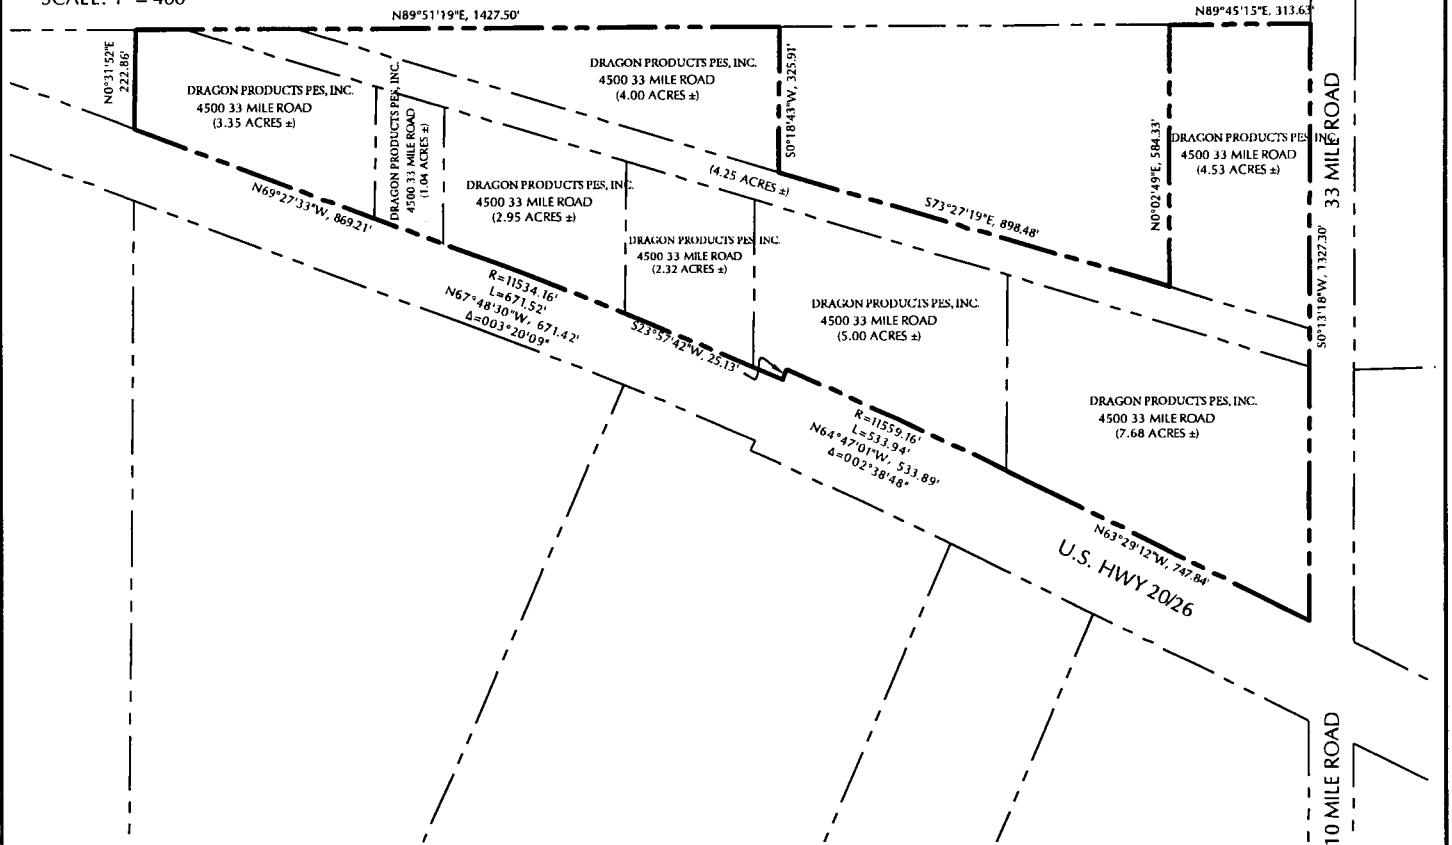 SCALE: 1" = 400'
N89°51'19"E, 1427.50'
N89°45'15"E, 313.63'
N0°31'52"E
222.86'
DRAGON PRODUCTS PES, INC.
4500 33 MILE ROAD
(3.35 ACRES ±)
DRAGON PRODUCTS PES, INC.
4500 33 MILE ROAD
(1.04 ACRES ±)
DRAGON PRODUCTS PES, INC.
4500 33 MILE ROAD
(4.00 ACRES ±)
S0°18'43"W, 325.91'
N0°02'49"E, 584.33'
DRAGON PRODUCTS PES, INC.
4500 33 MILE ROAD
(4.53 ACRES ±)
33 MILE ROAD
N69°27'33"W, 869.21'
DRAGON PRODUCTS PES, INC.
4500 33 MILE ROAD
(2.95 ACRES ±)
(4.25 ACRES ±)
S73°27'19"E, 898.48'
DRAGON PRODUCTS PES, INC.
4500 33 MILE ROAD
(2.32 ACRES ±)
S0°13'18"W, 1327.30'
R=11534.16'
L=671.52'
N67°48'30"W, 671.42'
Δ=003°20'09"
S23°57'42"W, 25.13'
DRAGON PRODUCTS PES, INC.
4500 33 MILE ROAD
(5.00 ACRES ±)
DRAGON PRODUCTS PES, INC.
4500 33 MILE ROAD
(7.68 ACRES ±)
R=11559.16'
L=533.94'
N64°47'01"W, 533.89'
Δ=002°38'48"
N63°29'12"W, 747.84'
U.S. HWY 20/26
10 MILE ROAD